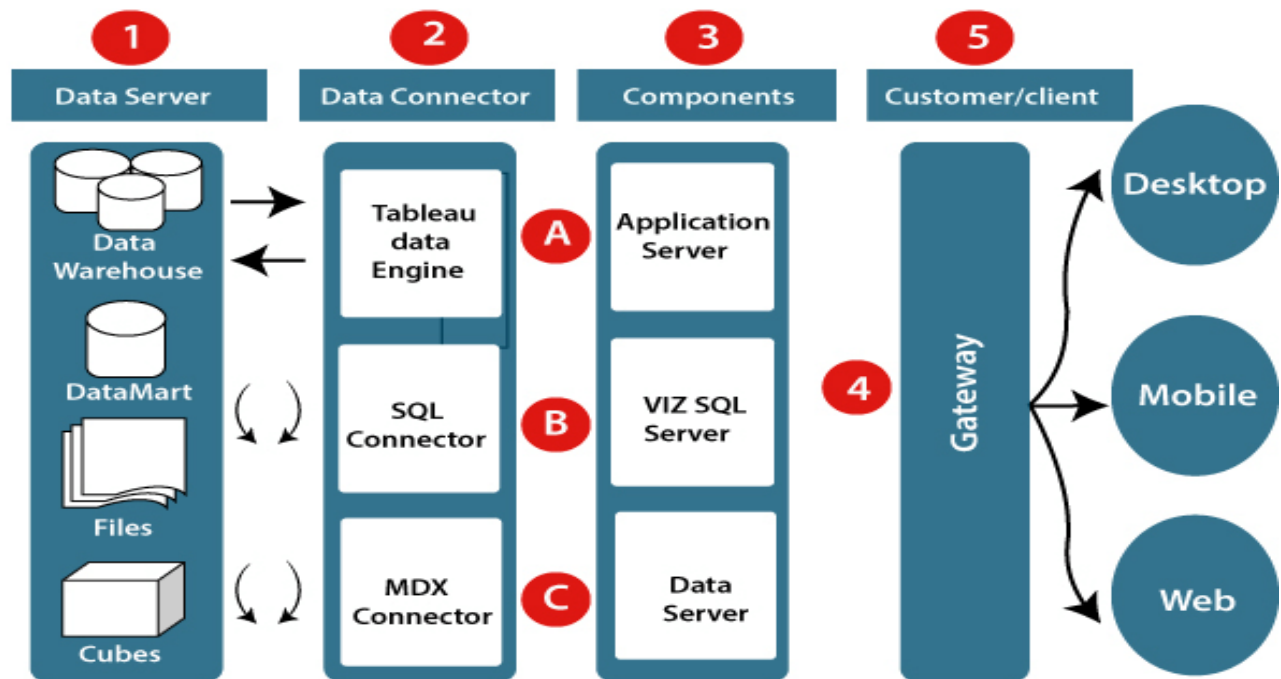 1
2
3
5
Data Server
Data Connector
Components
Customer/client
Data
Warehouse
DataMart
Files
Cubes
Tableau
data
Engine
SQL
Connector
MDX
Connector
A
B
C
Application
Server
VIZ SQL
Server
Data
Server
4
Gateway
Desktop
Mobile
Web